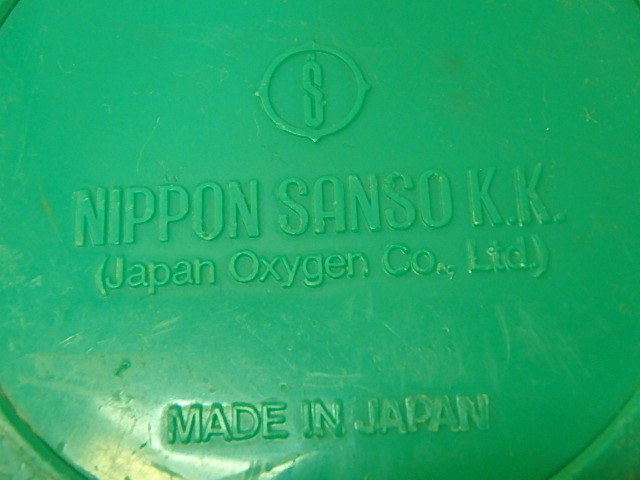 S
NIPPON SANSO K.K.
(Japan Oxygen Co., Ltd.)
MADE IN JAPAN